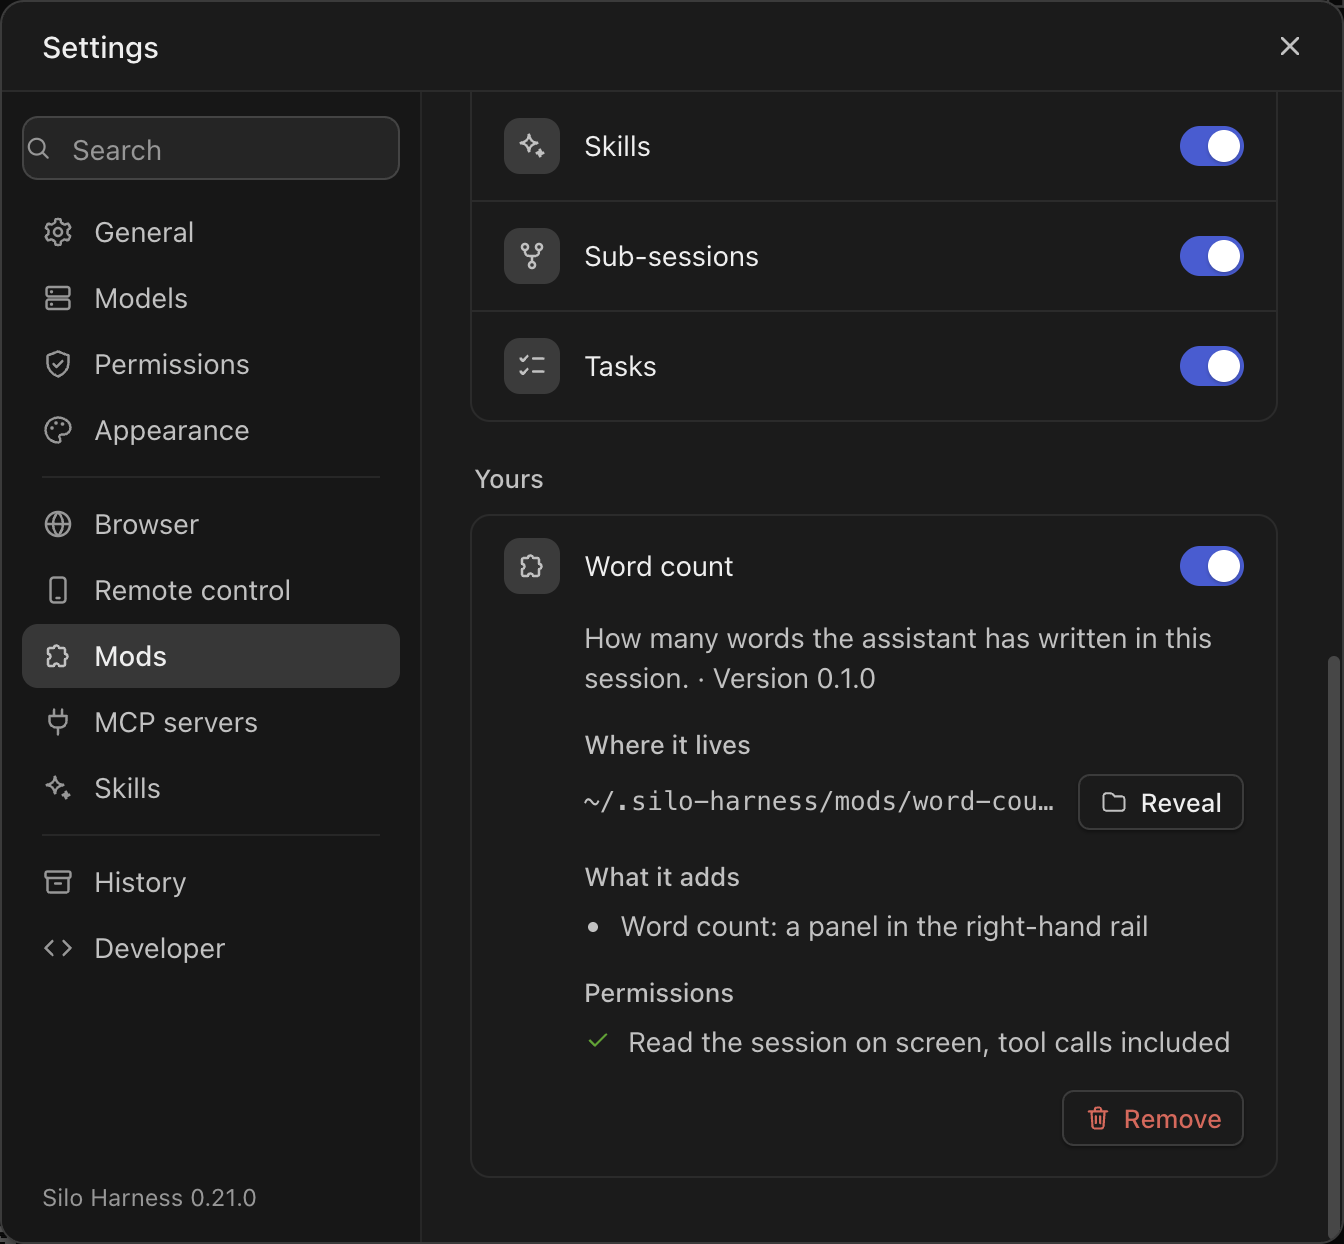 Settings
Search
General
Models
Permissions
Appearance
Browser
Remote control
Mods
MCP servers
Skills
History
Developer
Silo Harness 0.21.0
Skills
Sub-sessions
Tasks
Yours
Word count
How many words the assistant has written in this
session. · Version 0.1.0
Where it lives
~/.silo-harness/mods/word-cou…
Reveal
What it adds
• Word count: a panel in the right-hand rail
Permissions
Read the session on screen, tool calls included
Remove